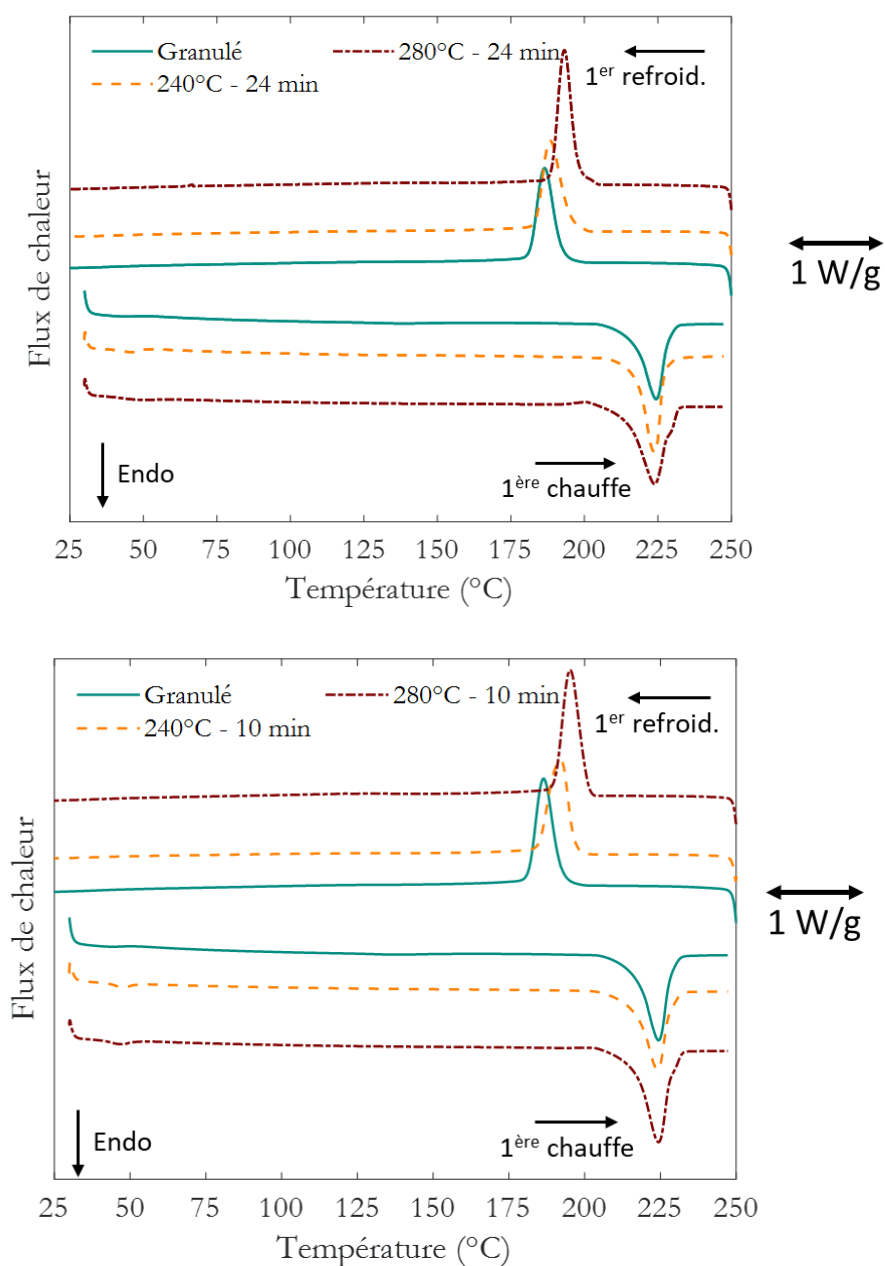 Granulé
280°C - 24 min
240°C - 24 min
1er refroid.
Flux de chaleur
1 W/g
Endo
1ère chauffe
25 50 75 100 125 150 175 200 225 250
Température (°C)
Granulé
280°C - 10 min
240°C - 10 min
1er refroid.
Flux de chaleur
1 W/g
Endo
1ère chauffe
25 50 75 100 125 150 175 200 225 250
Température (°C)